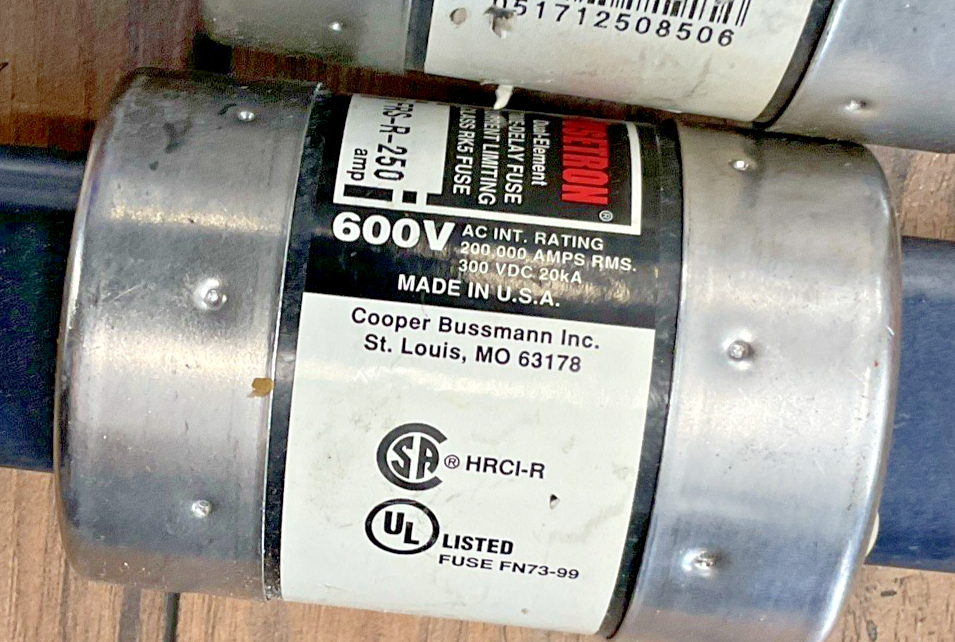 051712508506
FRS-R-250
amp
Dual-Element
DELAY FUSE
LIMITING
CLASS RK5 FUSE
®
600V AC INT. RATING
200,000 AMPS RMS.
300 VDC 20kA
MADE IN U.S.A.
Cooper Bussmann Inc.
St. Louis, MO 63178
SA ® HRCI-R
UL LISTED
FUSE FN73-99